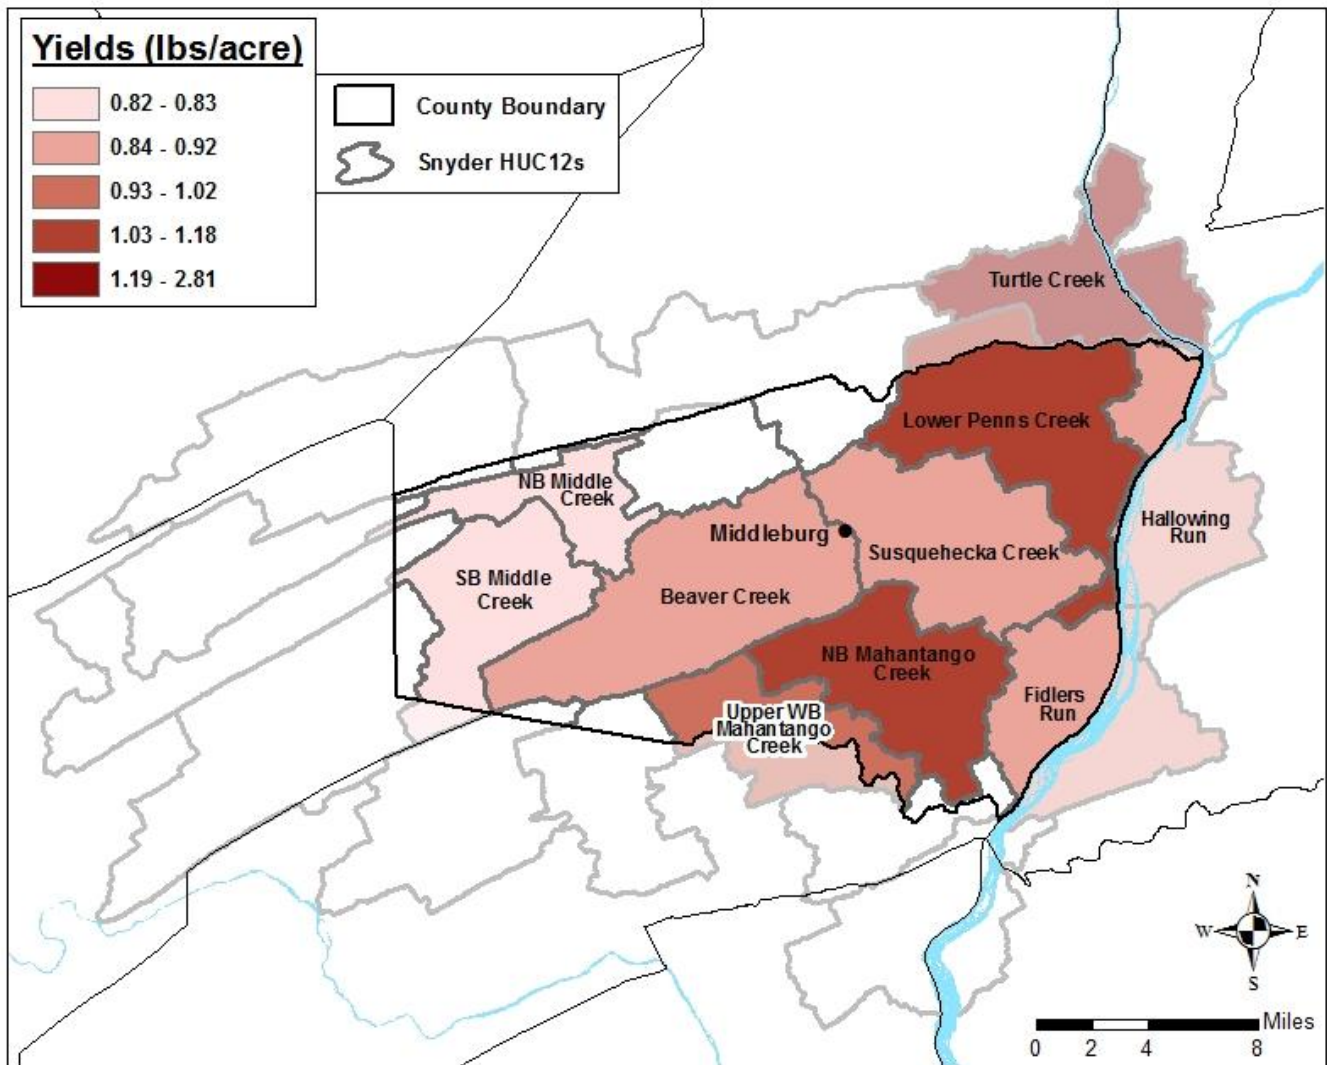 Yields (lbs/acre)
0.82 - 0.83
0.84 - 0.92
0.93 - 1.02
1.03 - 1.18
1.19 - 2.81
County Boundary
Snyder HUC12s
Turtle Creek
Lower Penns Creek
NB Middle
Creek
Hallowing
Run
Middleburg
Susquehecka Creek
SB Middle
Creek
Beaver Creek
NB Mahantango
Creek
Fidlers
Run
Upper WB
Mahantango
Creek
N
W
E
S
Miles
0 2 4 8